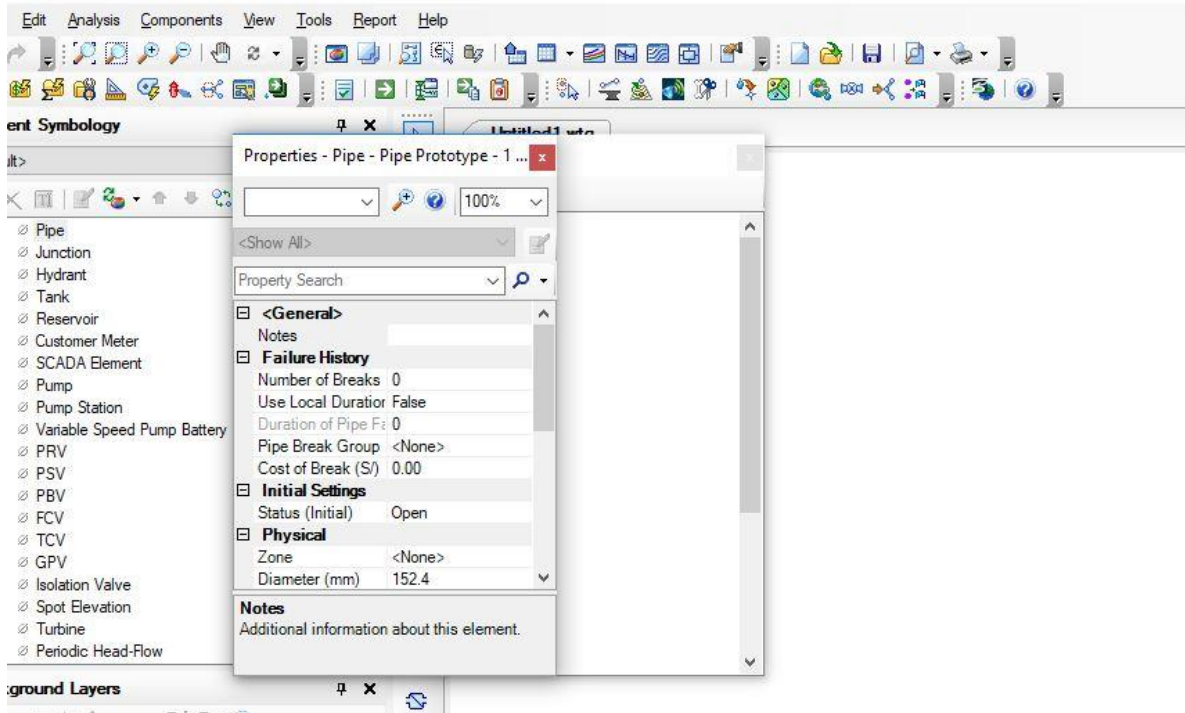 Edit Analysis Components View Tools Report Help
ent Symbology
Untitled1.wtg
ult>
Properties - Pipe - Pipe Prototype - 1 ...
100%
<Show All>
Property Search
Pipe
Junction
Hydrant
Tank
Reservoir
Customer Meter
SCADA Element
Pump
Pump Station
Variable Speed Pump Battery
PRV
PSV
PBV
FCV
TCV
GPV
Isolation Valve
Spot Elevation
Turbine
Periodic Head-Flow
<General>
Notes
Failure History
Number of Breaks 0
Use Local Duration False
Duration of Pipe Fa 0
Pipe Break Group <None>
Cost of Break (S/) 0.00
Initial Settings
Status (Initial) Open
Physical
Zone <None>
Diameter (mm) 152.4
Notes
Additional information about this element.
ground Layers